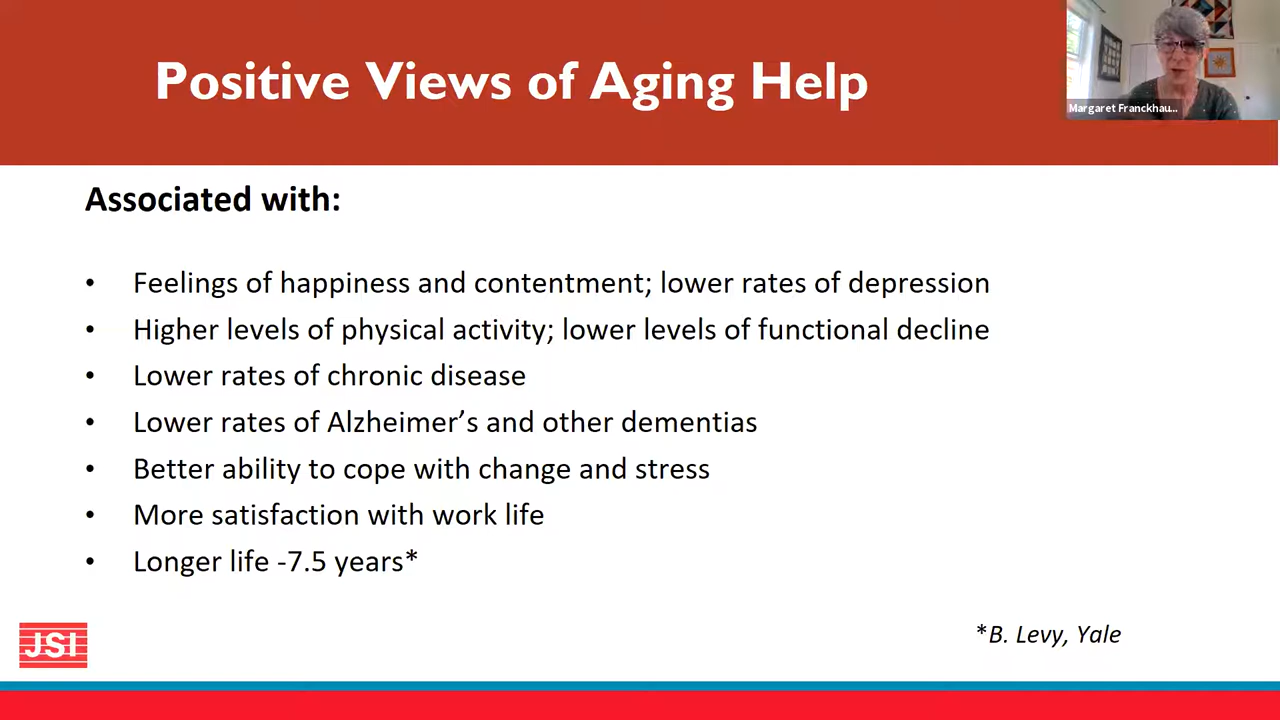 Positive Views of Aging Help
Margaret Franckhau...
Associated with:
• Feelings of happiness and contentment; lower rates of depression
• Higher levels of physical activity; lower levels of functional decline
• Lower rates of chronic disease
• Lower rates of Alzheimer’s and other dementias
• Better ability to cope with change and stress
• More satisfaction with work life
• Longer life -7.5 years*
*B. Levy, Yale
JSI